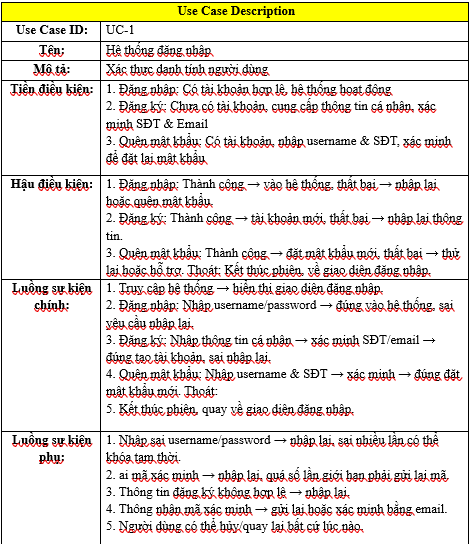 Use Case Description
Use Case ID: UC-1
Tên: Hệ thống đăng nhập
Mô tả: Xác thực danh tính người dùng
Tiền điều kiện: 1. Đăng nhập: Có tài khoản hợp lệ, hệ thống hoạt động
2. Đăng ký: Chưa có tài khoản, cung cấp thông tin cá nhân, xác
minh SĐT & Email
3. Quên mật khẩu: Có tài khoản, nhập username & SĐT, xác minh
để đặt lại mật khẩu
Hậu điều kiện: 1. Đăng nhập: Thành công → vào hệ thống, thất bại → nhập lại
hoặc quên mật khẩu.
2. Đăng ký: Thành công → tài khoản mới, thất bại → nhập lại thông
tin.
3. Quên mật khẩu: Thành công → đặt mật khẩu mới, thất bại → thử
lại hoặc hỗ trợ. Thoát: Kết thúc phiên, về giao diện đăng nhập.
Luồng sự kiện 1. Truy cập hệ thống → hiển thị giao diện đăng nhập.
chính: 2. Đăng nhập: Nhập username/password → đúng vào hệ thống, sai
yêu cầu nhập lại.
3. Đăng ký: Nhập thông tin cá nhân → xác minh SĐT/email →
đúng tạo tài khoản, sai nhập lại.
4. Quên mật khẩu: Nhập username & SĐT → xác minh → đúng đặt
mật khẩu mới. Thoát:
5. Kết thúc phiên, quay về giao diện đăng nhập.
Luồng sự kiện 1. Nhập sai username/password → nhập lại, sai nhiều lần có thể
phụ: khóa tạm thời.
2. ai mã xác minh → nhập lại, quá số lần giới hạn phải gửi lại mã.
3. Thông tin đăng ký không hợp lệ → nhập lại.
4. Thông nhận mã xác minh → gửi lại hoặc xác minh bằng email.
5. Người dùng có thể hủy/quay lại bất cứ lúc nào.